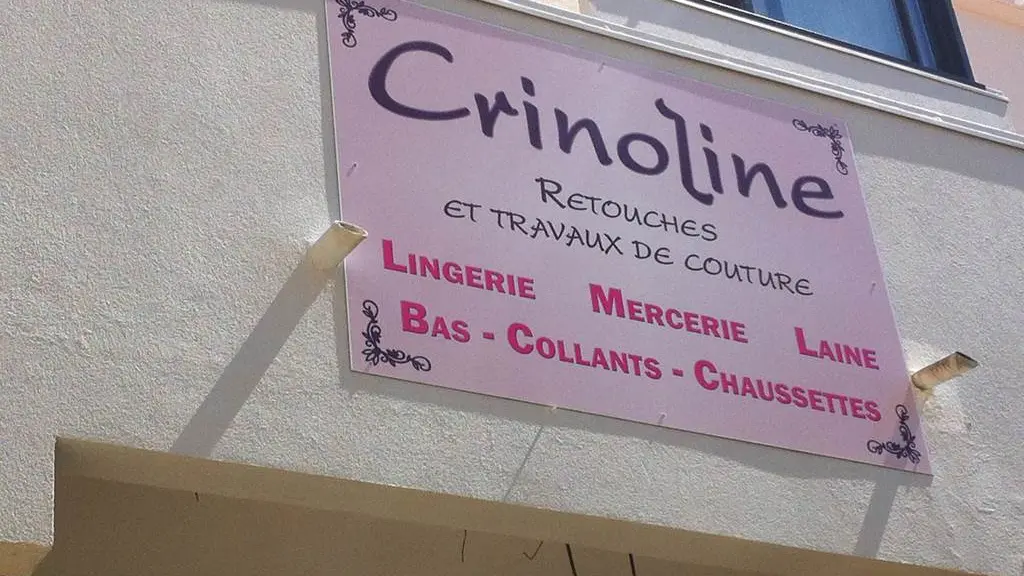 Crinoline
RETOUCHES
ET TRAVAUX DE COUTURE
LINGERIE MERCERIE LAINE
BAS - COLLANTS - CHAUSSETTES